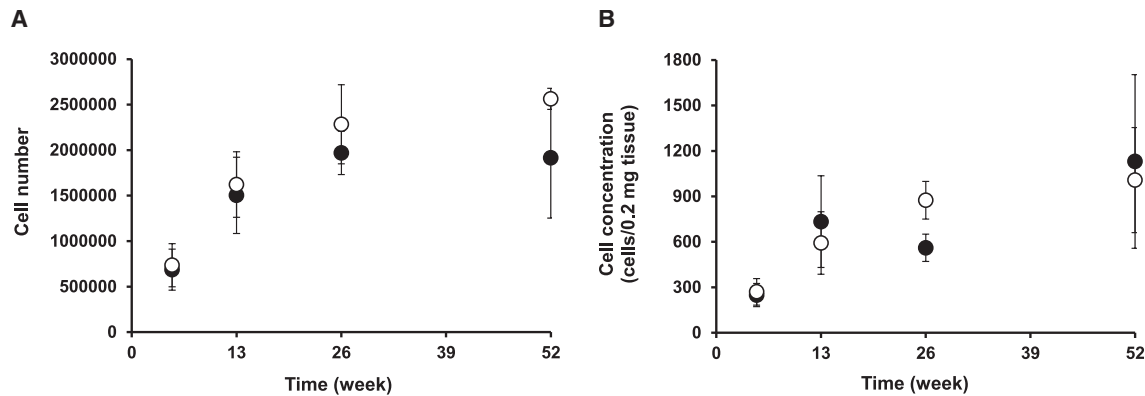 A
3000000
2500000
2000000
1500000
1000000
500000
0
Cell number
0 13 26 39 52
Time (week)
B
1800
1500
1200
900
600
300
0
Cell concentration
(cells/0.2 mg tissue)
0 13 26 39 52
Time (week)